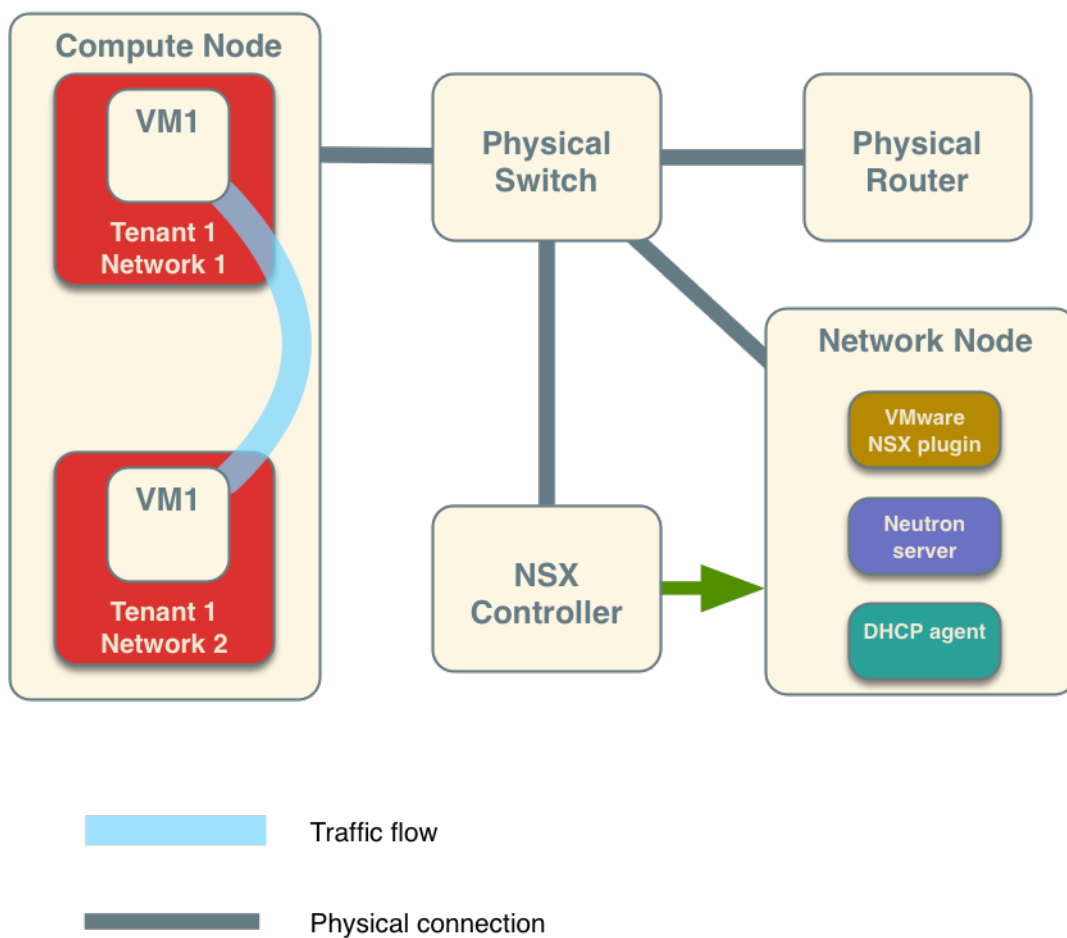 Compute Node
VM1
Tenant 1
Network 1
VM1
Tenant 1
Network 2
Physical
Switch
Physical
Router
NSX
Controller
Network Node
VMware
NSX plugin
Neutron
server
DHCP agent
Traffic flow
Physical connection